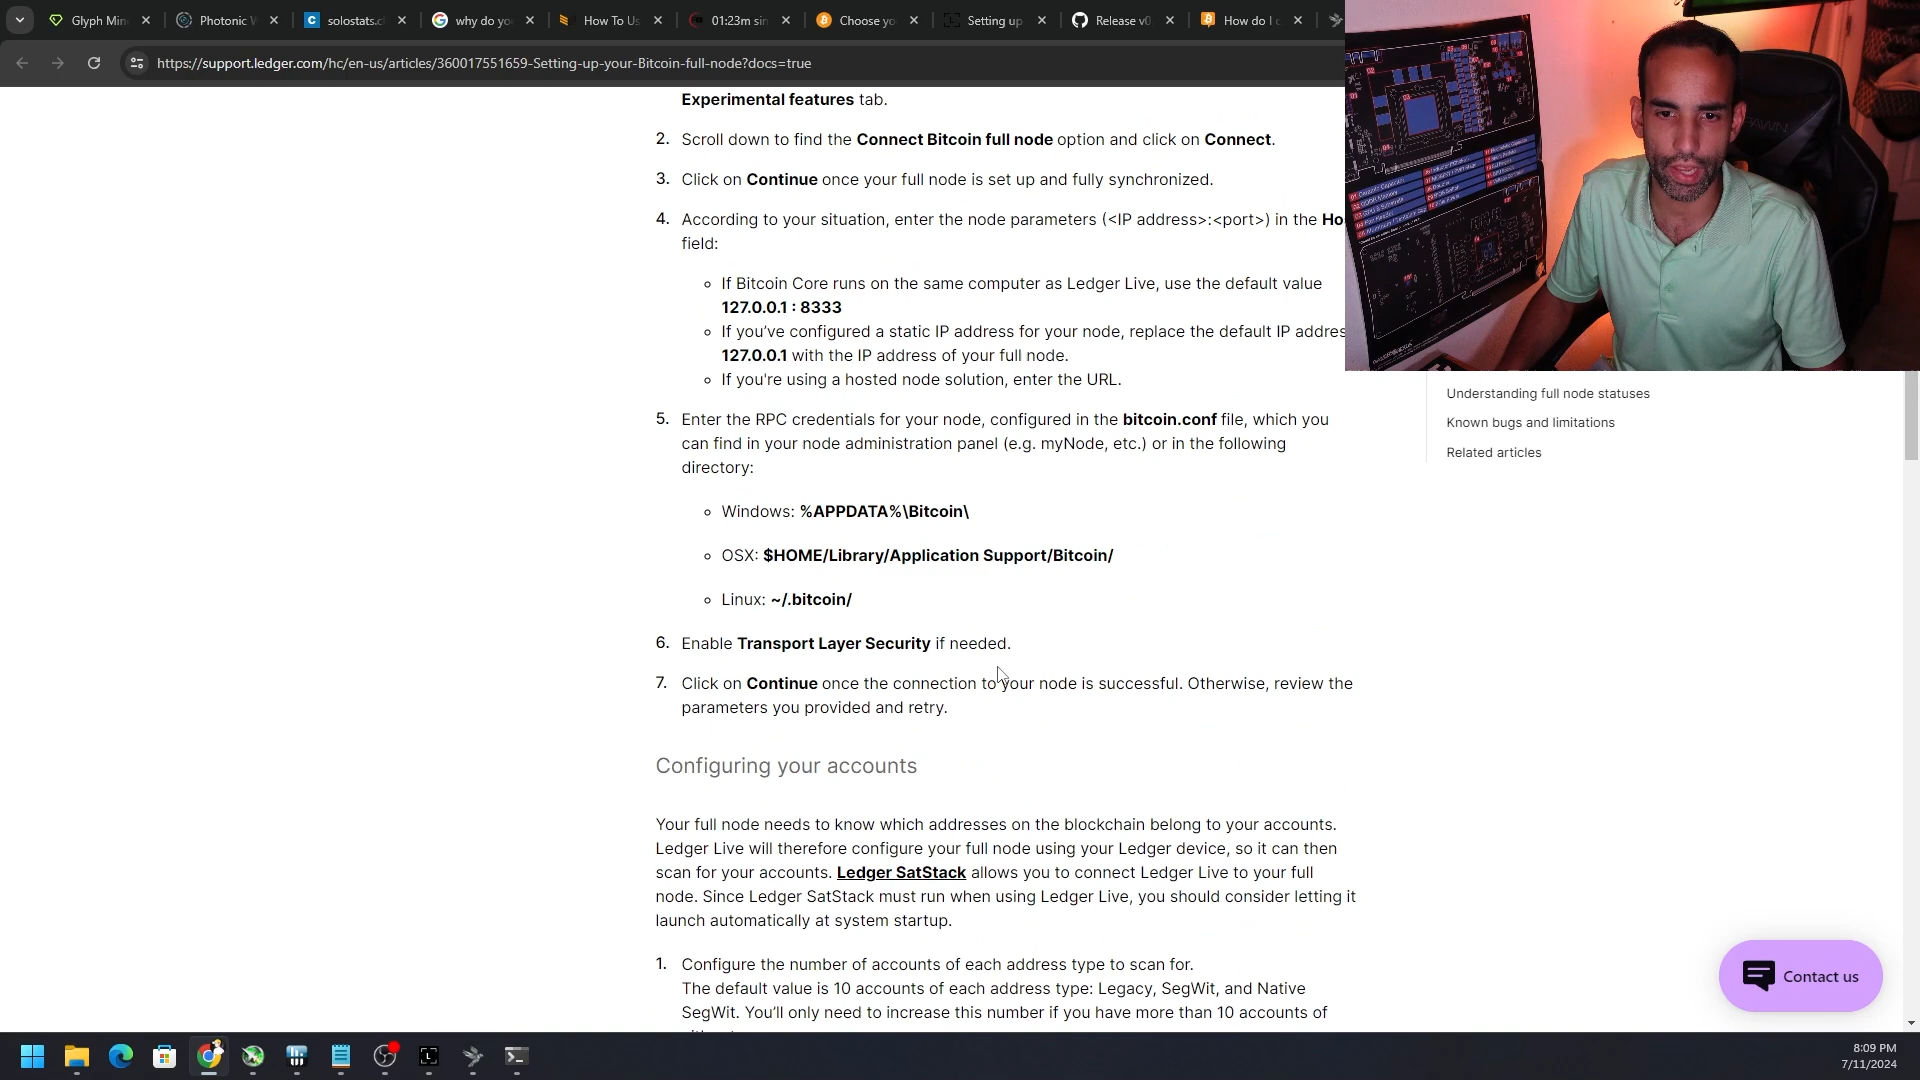 Glyph Min
Photonic W
solostats.c
why do yo
How To Us
01:23m sin
Choose yo
Setting up
Release v0
How do I c
https://support.ledger.com/hc/en-us/articles/360017551659-Setting-up-your-Bitcoin-full-node?docs=true
Experimental features tab.
2. Scroll down to find the Connect Bitcoin full node option and click on Connect.
3. Click on Continue once your full node is set up and fully synchronized.
4. According to your situation, enter the node parameters (<IP address>:<port>) in the Ho
field:
If Bitcoin Core runs on the same computer as Ledger Live, use the default value
127.0.0.1 : 8333
If you’ve configured a static IP address for your node, replace the default IP addres
127.0.0.1 with the IP address of your full node.
If you're using a hosted node solution, enter the URL.
5. Enter the RPC credentials for your node, configured in the bitcoin.conf file, which you
can find in your node administration panel (e.g. myNode, etc.) or in the following
directory:
Windows: %APPDATA%\Bitcoin\
OSX: $HOME/Library/Application Support/Bitcoin/
Linux: ~/.bitcoin/
6. Enable Transport Layer Security if needed.
7. Click on Continue once the connection to your node is successful. Otherwise, review the
parameters you provided and retry.
Configuring your accounts
Your full node needs to know which addresses on the blockchain belong to your accounts.
Ledger Live will therefore configure your full node using your Ledger device, so it can then
scan for your accounts. Ledger SatStack allows you to connect Ledger Live to your full
node. Since Ledger SatStack must run when using Ledger Live, you should consider letting it
launch automatically at system startup.
1. Configure the number of accounts of each address type to scan for.
The default value is 10 accounts of each address type: Legacy, SegWit, and Native
SegWit. You’ll only need to increase this number if you have more than 10 accounts of
Understanding full node statuses
Known bugs and limitations
Related articles
Contact us
8:09 PM
7/11/2024